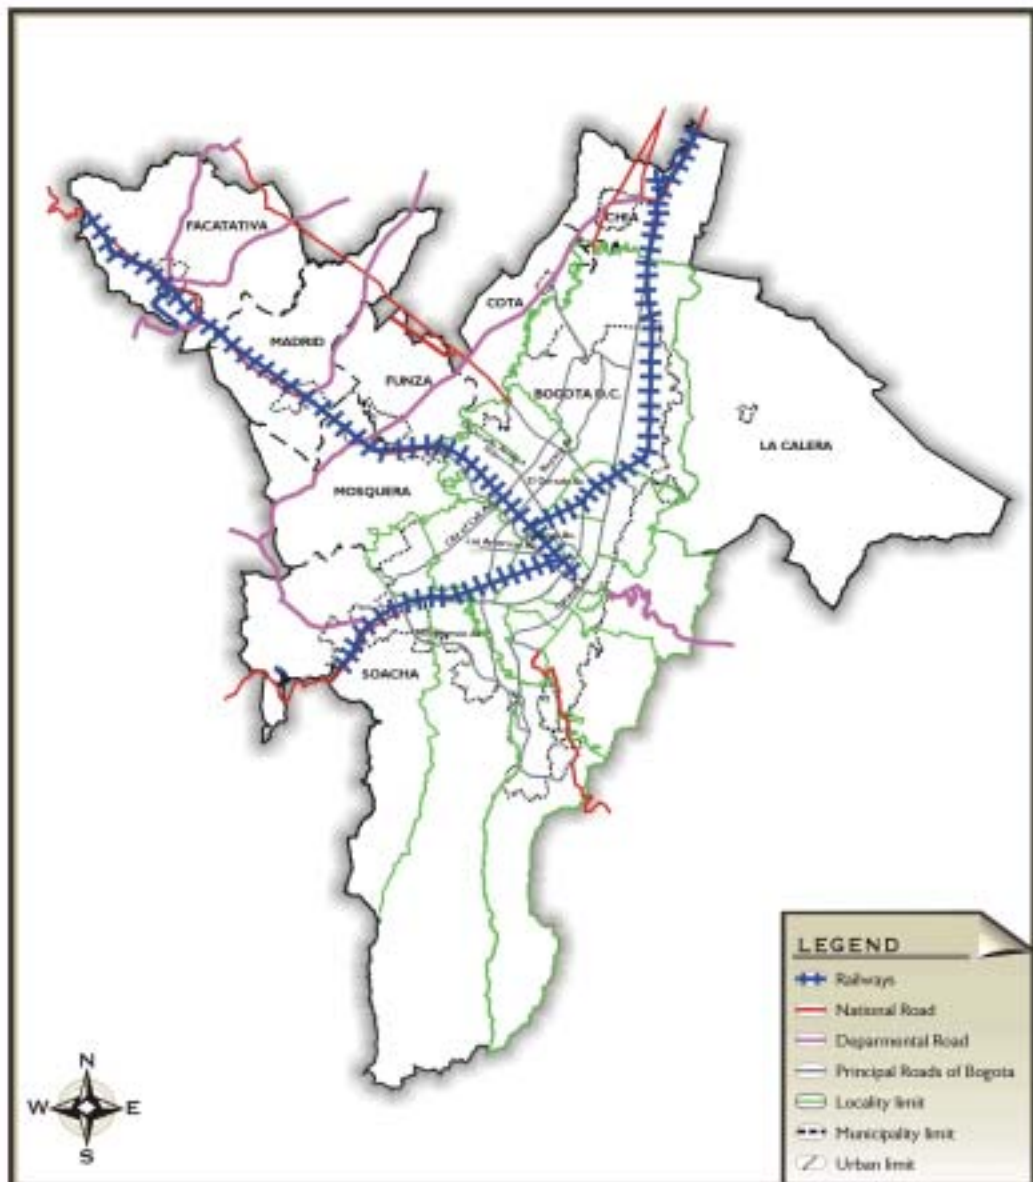 FACATATIVA
CHIA
COTA
MADRID
FUNZA
BOGOTA D.C.
LA CALERA
MOSQUERA
SOACHA
LEGEND
Railways
National Road
Deparmental Road
Principal Roads of Bogota
Locality limit
Municipality limit
Urban limit
N
W
E
S